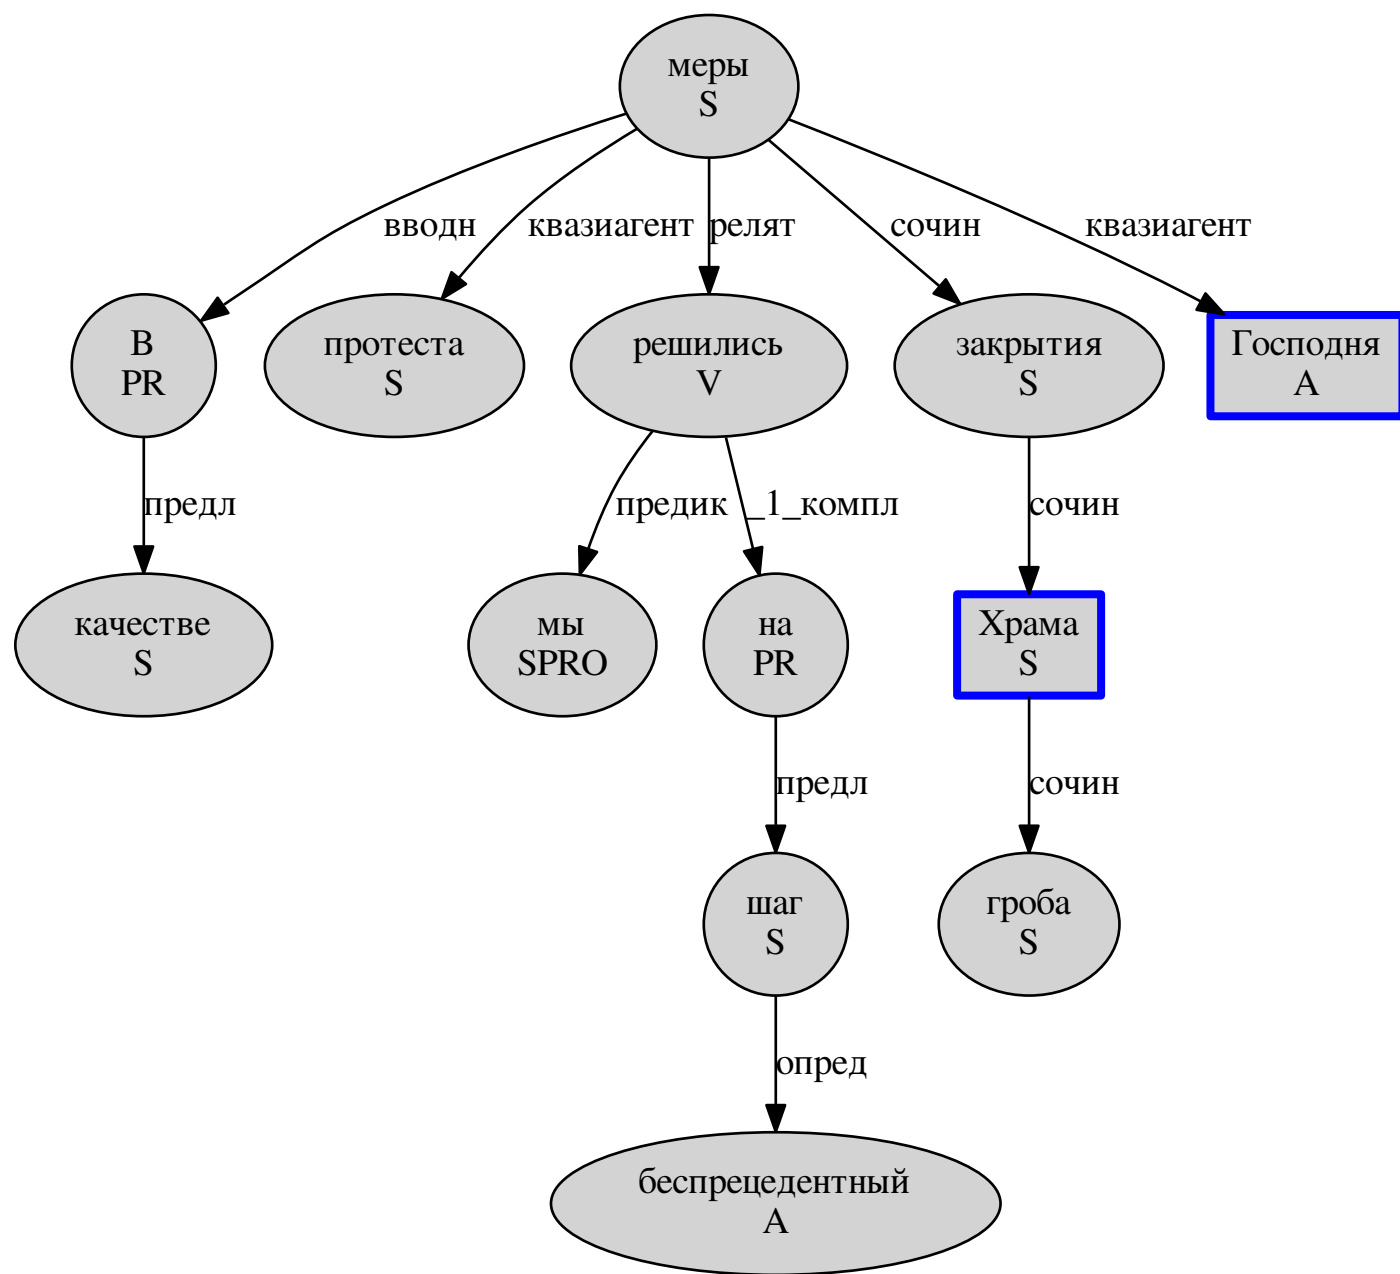 меры
S
вводн
квазиагент
релят
сочин
квазиагент
В
PR
протеста
S
решились
V
закрытия
S
Господня
A
предл
предик
_1_компл
сочин
качестве
S
мы
SPRO
на
PR
Храма
S
предл
сочин
шаг
S
гроба
S
опред
беспрецедентный
A